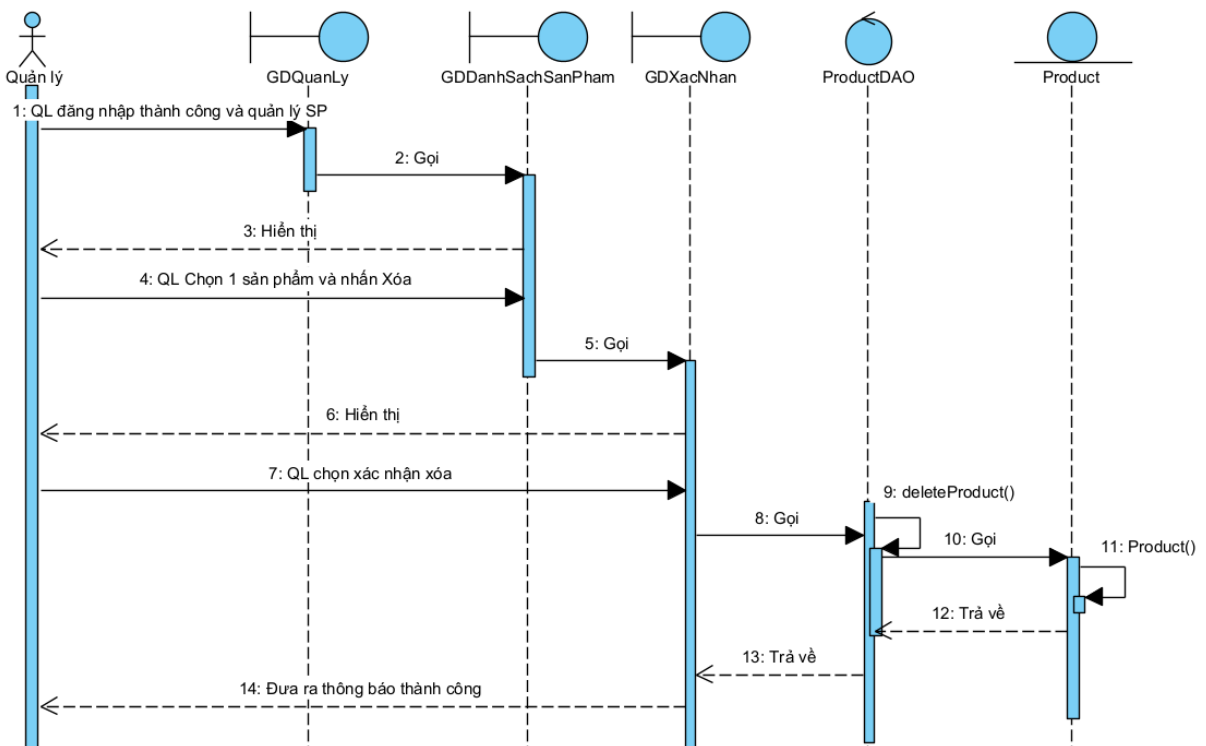 Quản lý
GDQuanLy
GDDanhSachSanPham
GDXacNhan
ProductDAO
Product
1: QL đăng nhập thành công và quản lý SP
2: Gọi
3: Hiển thị
4: QL Chọn 1 sản phẩm và nhấn Xóa
5: Gọi
6: Hiển thị
7: QL chọn xác nhận xóa
8: Gọi
9: deleteProduct()
10: Gọi
11: Product()
12: Trả về
13: Trả về
14: Đưa ra thông báo thành công